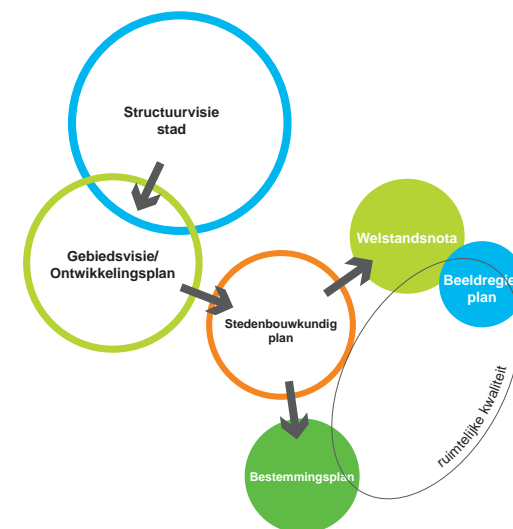 Structuurvisie
stad
Gebiedsvisie/
Ontwikkelingsplan
Stedenbouwkundig
plan
Welstandsnota
Beeldregie
plan
Bestemmingsplan
ruimtelijke kwaliteit